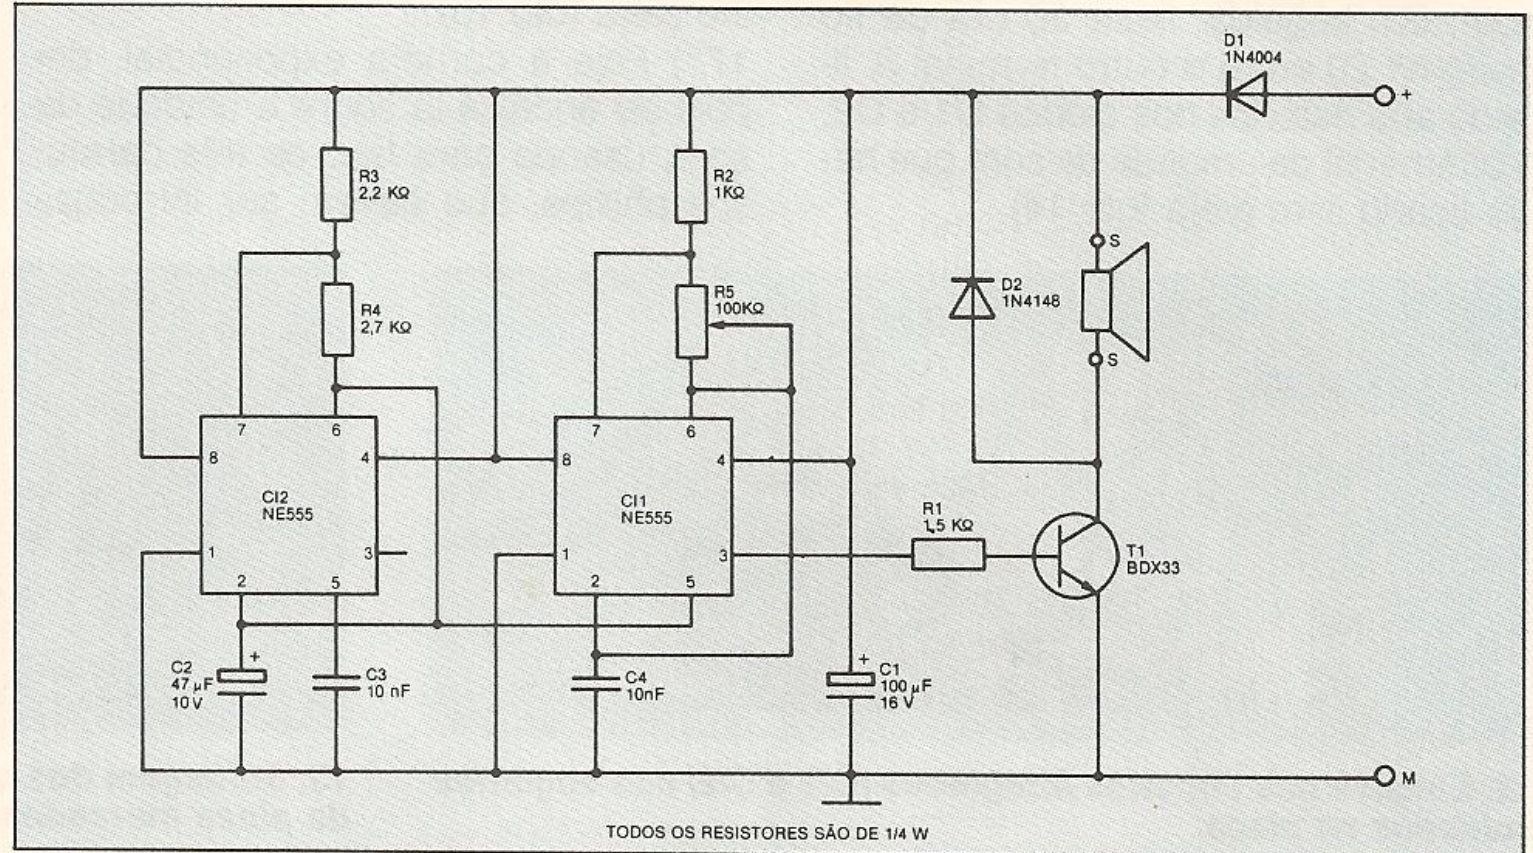 D1
1N4004
+
R3
2,2 KΩ
R2
1KΩ
S
R4
2,7 KΩ
R5
100KΩ
D2
1N4148
S
7
6
7
6
8
4
8
4
CI2
NE555
CI1
NE555
R1
1,5 KΩ
1
3
1
3
T1
BDX33
2
5
2
5
+
C2
47 µF
10V
C3
10 nF
C4
10nF
+
C1
100 µF
16 V
M
TODOS OS RESISTORES SÃO DE 1/4 W